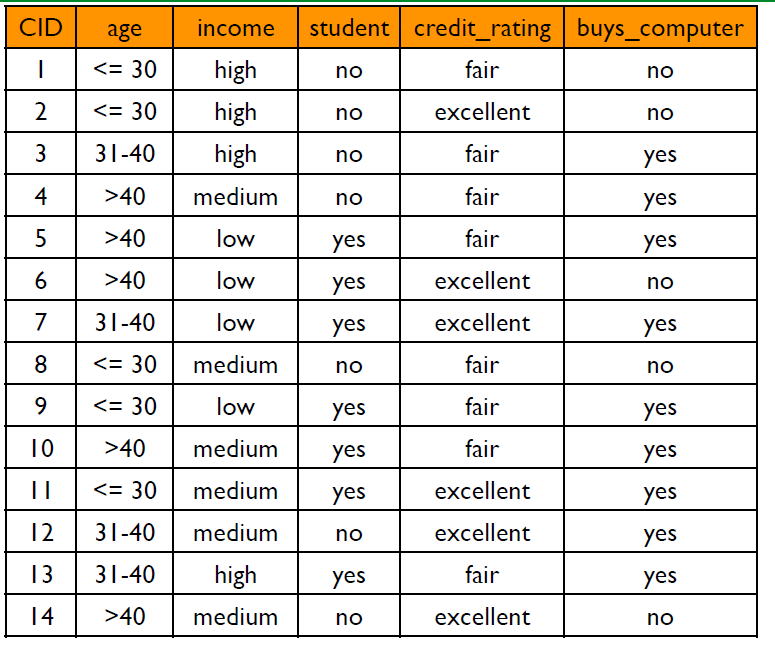 CID age income student credit_rating buys_computer
1 <= 30 high no fair no
2 <= 30 high no excellent no
3 31-40 high no fair yes
4 >40 medium no fair yes
5 >40 low yes fair yes
6 >40 low yes excellent no
7 31-40 low yes excellent yes
8 <= 30 medium no fair no
9 <= 30 low yes fair yes
10 >40 medium yes fair yes
11 <= 30 medium yes excellent yes
12 31-40 medium no excellent yes
13 31-40 high yes fair yes
14 >40 medium no excellent no